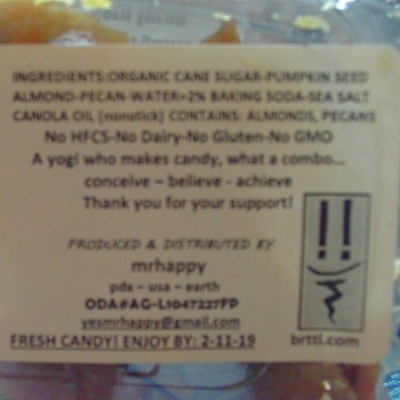 INGREDIENTS:ORGANIC CANE SUGAR-PUMPKIN SEED
ALMOND-PECAN-WATER>2% BAKING SODA-SEA SALT
CANOLA OIL (nonstick) CONTAINS: ALMONDS, PECANS
No HFCS-No Dairy-No Gluten-No GMO
A yogi who makes candy, what a combo...
conceive – believe - achieve
Thank you for your support!
PRODUCED & DISTRIBUTED BY
mrhappy
pdx – usa – earth
ODA#AG-L1047227FP
yesmrhappy@gmail.com
FRESH CANDY! ENJOY BY: 2-11-19
!!
brttl.com